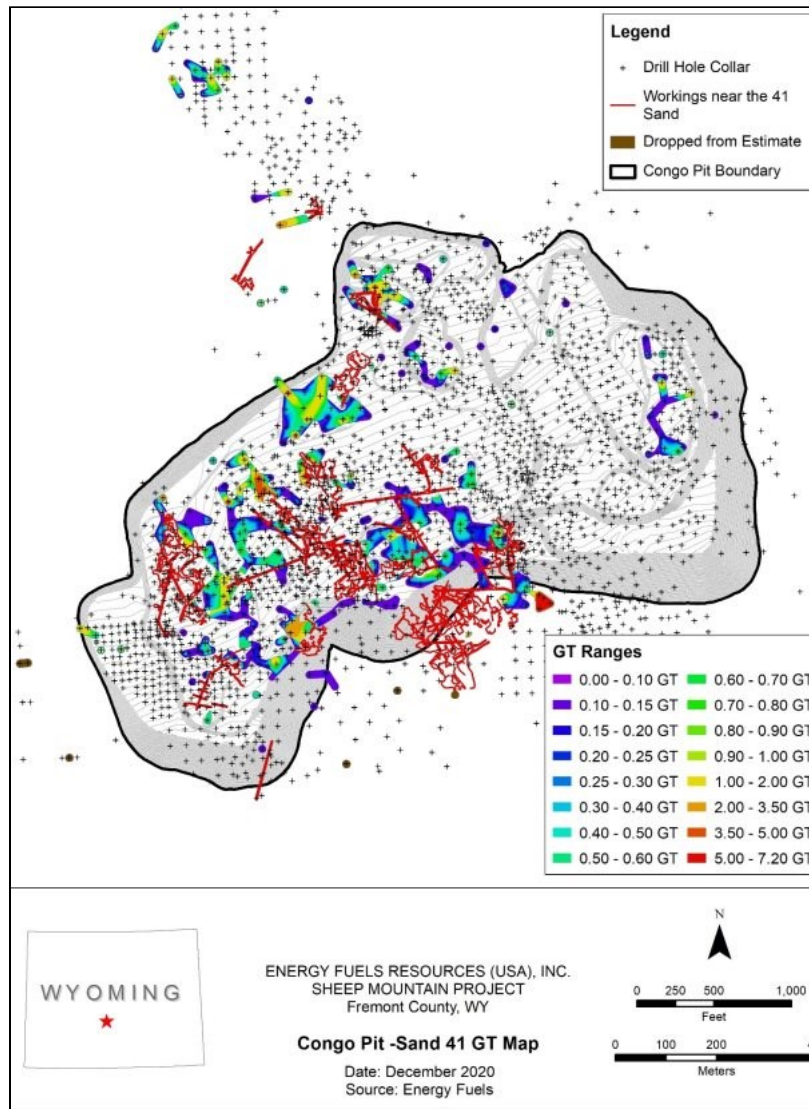 Legend
Drill Hole Collar
Workings near the 41
Sand
Dropped from Estimate
Congo Pit Boundary
GT Ranges
0.00 - 0.10 GT
0.10 - 0.15 GT
0.15 - 0.20 GT
0.20 - 0.25 GT
0.25 - 0.30 GT
0.30 - 0.40 GT
0.40 - 0.50 GT
0.50 - 0.60 GT
0.60 - 0.70 GT
0.70 - 0.80 GT
0.80 - 0.90 GT
0.90 - 1.00 GT
1.00 - 2.00 GT
2.00 - 3.50 GT
3.50 - 5.00 GT
5.00 - 7.20 GT
WYOMING
ENERGY FUELS RESOURCES (USA), INC.
SHEEP MOUNTAIN PROJECT
Fremont County, WY
Congo Pit -Sand 41 GT Map
Date: December 2020
Source: Energy Fuels
N
0 250 500 1,000
Feet
0 100 200
Meters